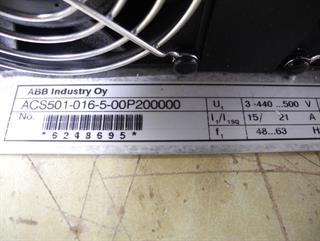 ABB Industry Oy
ACS501-016-5-00P200000 U1 3~440 ...500 V
No. I1/I1SQ 15/ 21 A
*6248695* f1 48...63 H